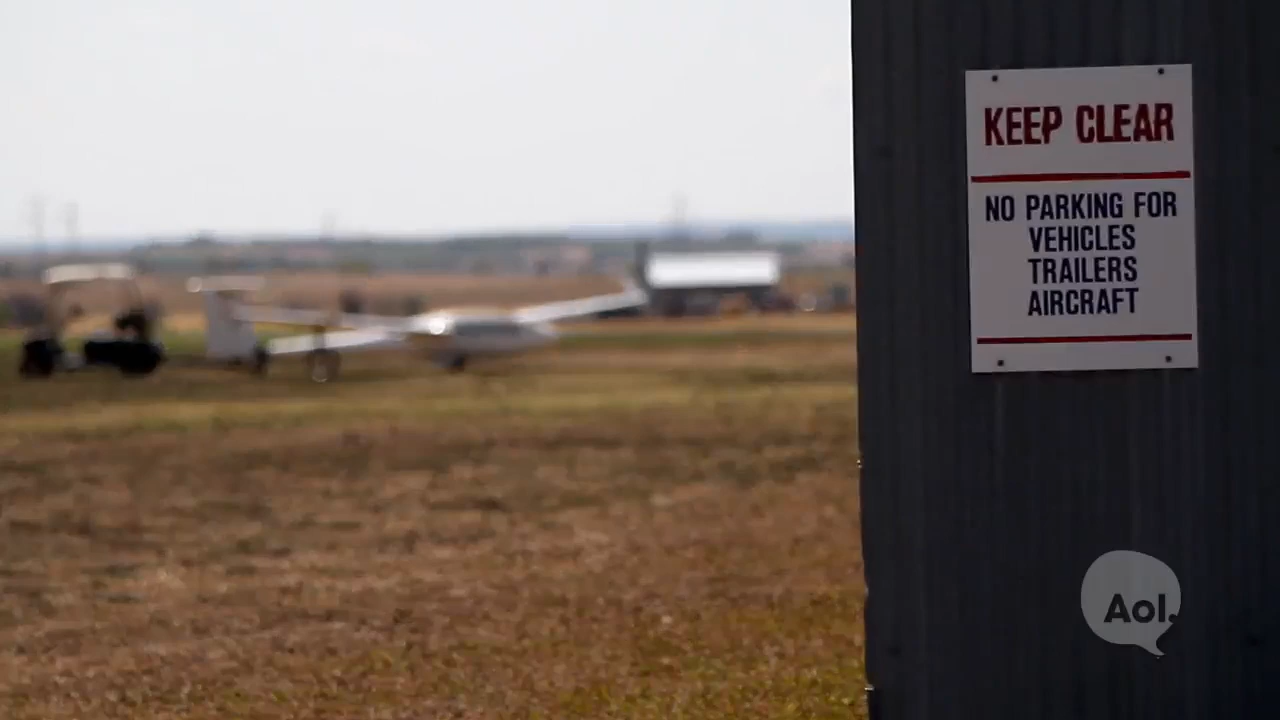 KEEP CLEAR
NO PARKING FOR
VEHICLES
TRAILERS
AIRCRAFT
Aol.